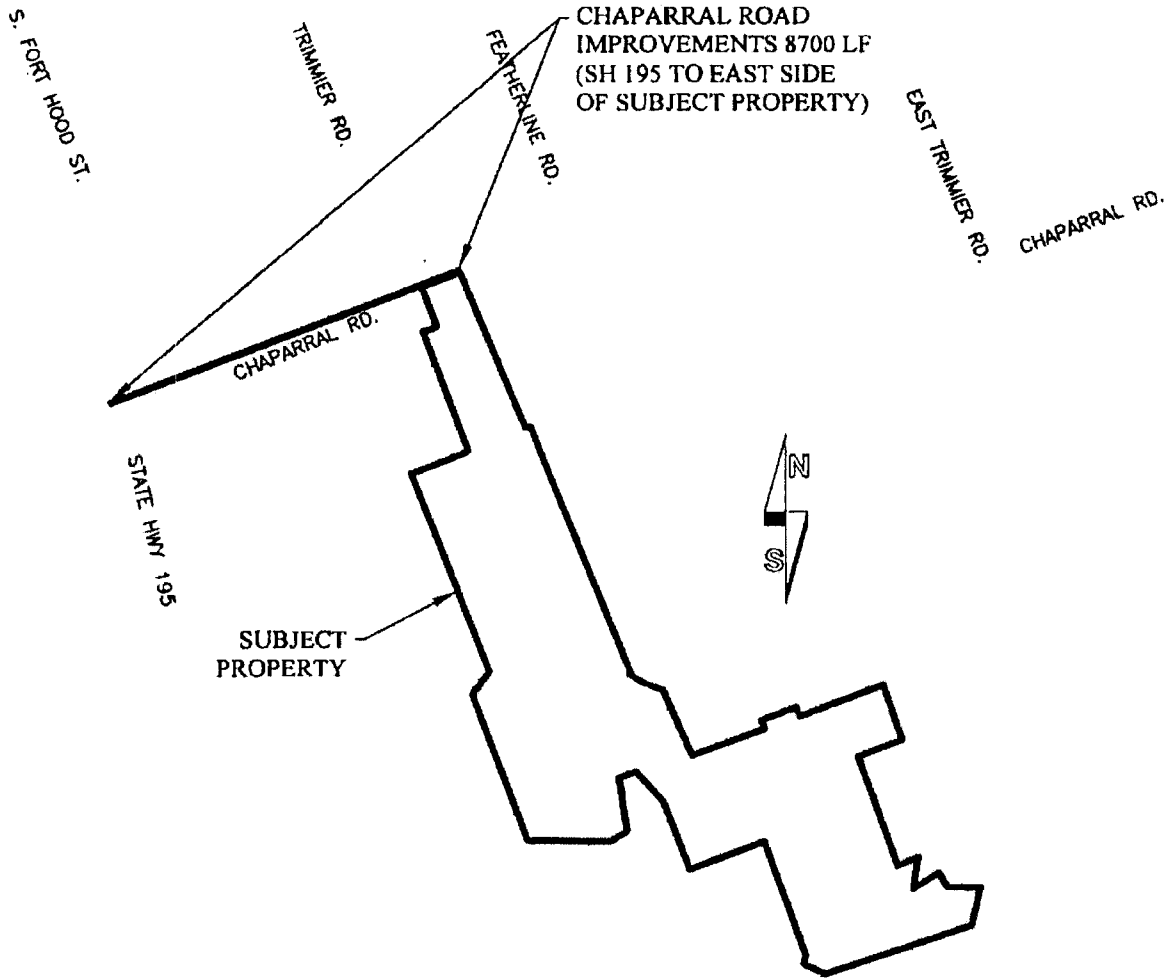 S. FORT HOOD ST.
TRIMMIER RD.
FEATHERLINE RD.
CHAPARRAL ROAD
IMPROVEMENTS 8700 LF
(SH 195 TO EAST SIDE
OF SUBJECT PROPERTY)
EAST TRIMMIER RD.
CHAPARRAL RD.
CHAPARRAL RD.
STATE HWY 195
N
S
SUBJECT
PROPERTY